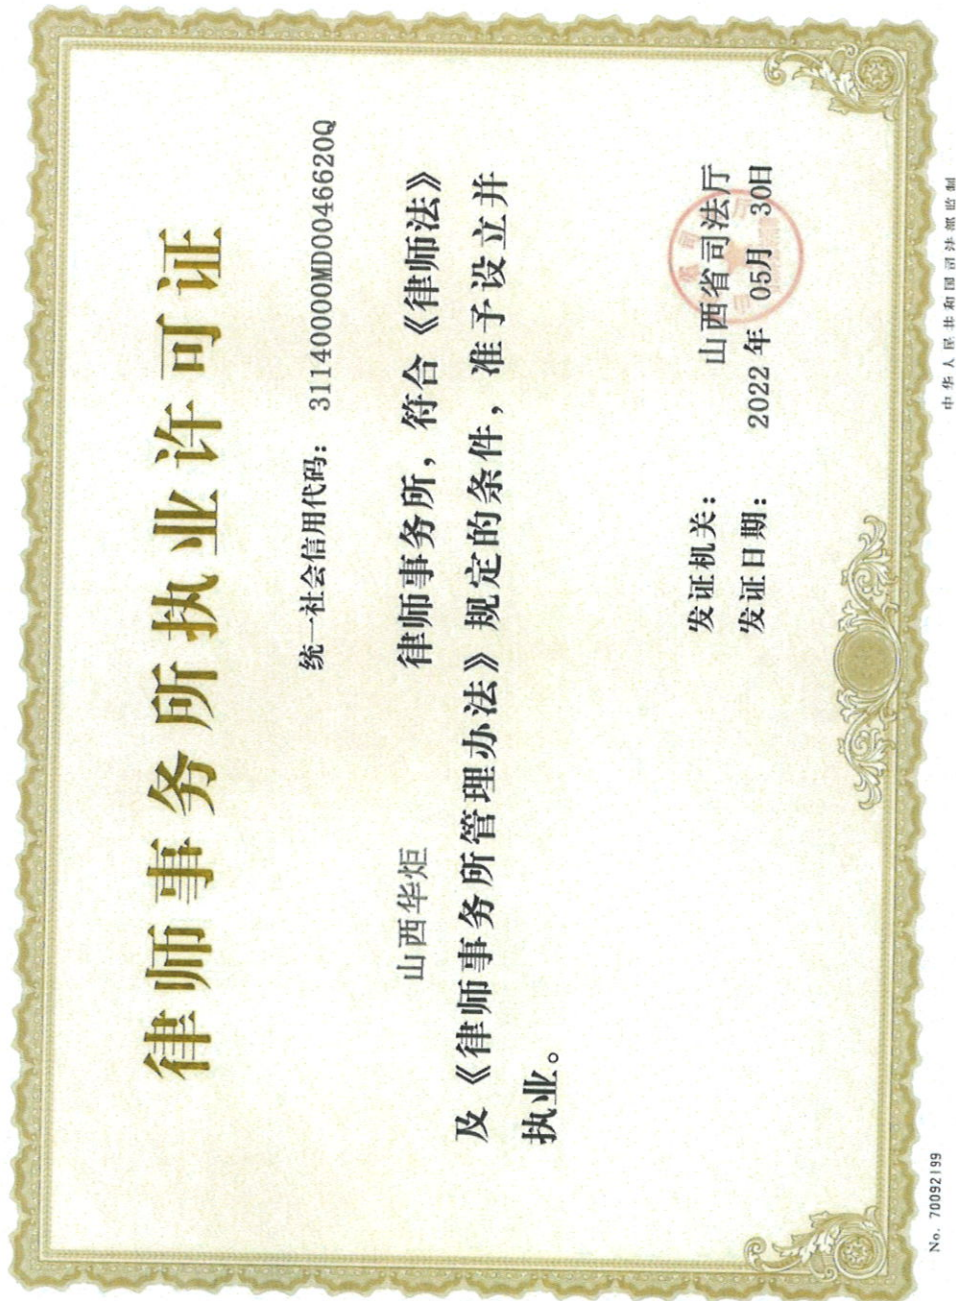 律师事务所执业许可证
统一社会信用代码: 31140000MD0046620Q
山西华炬 律师事务所，符合《律师法》
及《律师事务所管理办法》规定的条件，准予设立并
执业。
发证机关: 山西省司法厅
发证日期: 2022年 05月 30日
No. 70092199
中华人民共和国司法部监制